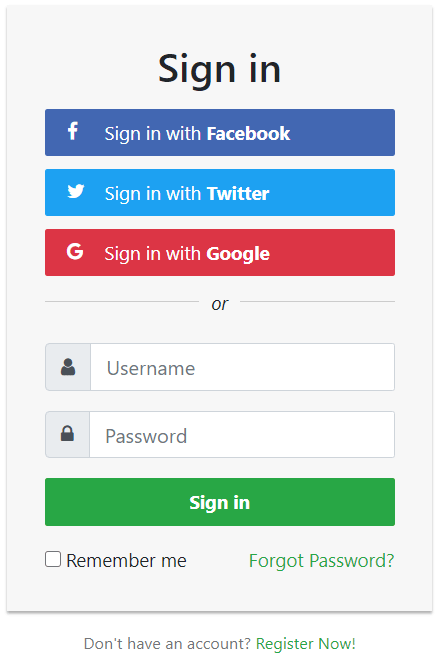 Sign in
Sign in with Facebook
Sign in with Twitter
Sign in with Google
or
Username
Password
Sign in
Remember me Forgot Password?
Don't have an account? Register Now!